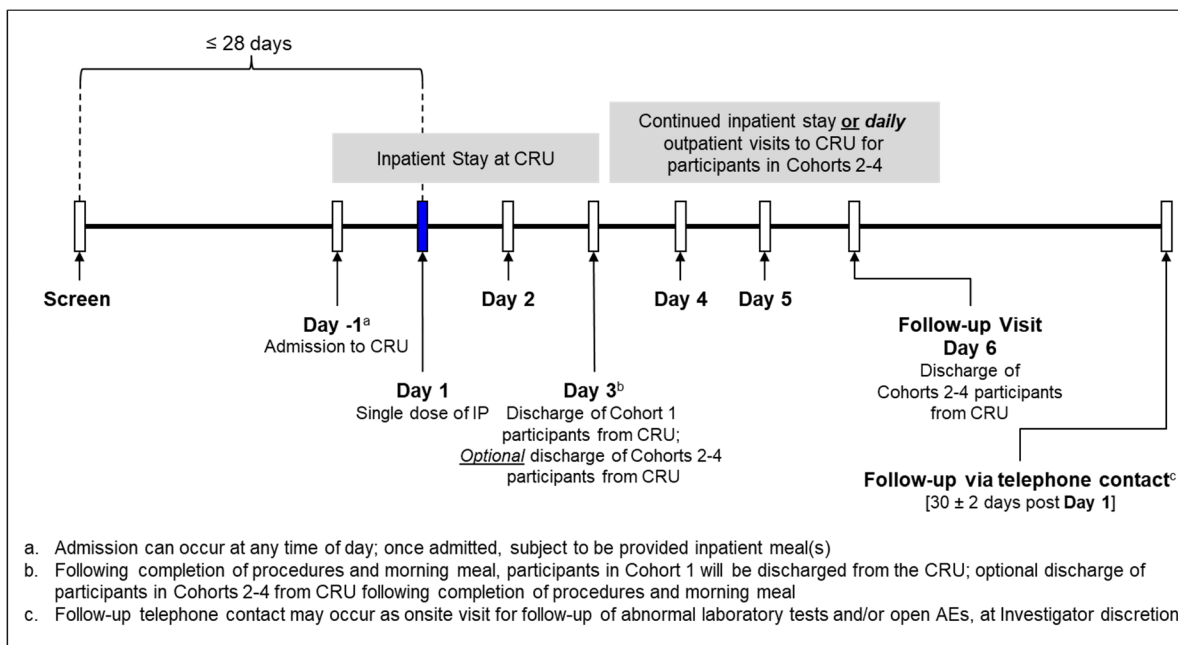 ≤ 28 days
Inpatient Stay at CRU
Continued inpatient stay or daily
outpatient visits to CRU for
participants in Cohorts 2-4
Screen
Day -1ᵃ
Admission to CRU
Day 1
Single dose of IP
Day 2
Day 3ᵇ
Discharge of Cohort 1
participants from CRU;
Optional discharge of Cohorts 2-4
participants from CRU
Day 4
Day 5
Follow-up Visit
Day 6
Discharge of
Cohorts 2-4 participants
from CRU
Follow-up via telephone contactᶜ
[30 ± 2 days post Day 1]
a. Admission can occur at any time of day; once admitted, subject to be provided inpatient meal(s)
b. Following completion of procedures and morning meal, participants in Cohort 1 will be discharged from the CRU; optional discharge of
participants in Cohorts 2-4 from CRU following completion of procedures and morning meal
c. Follow-up telephone contact may occur as onsite visit for follow-up of abnormal laboratory tests and/or open AEs, at Investigator discretion